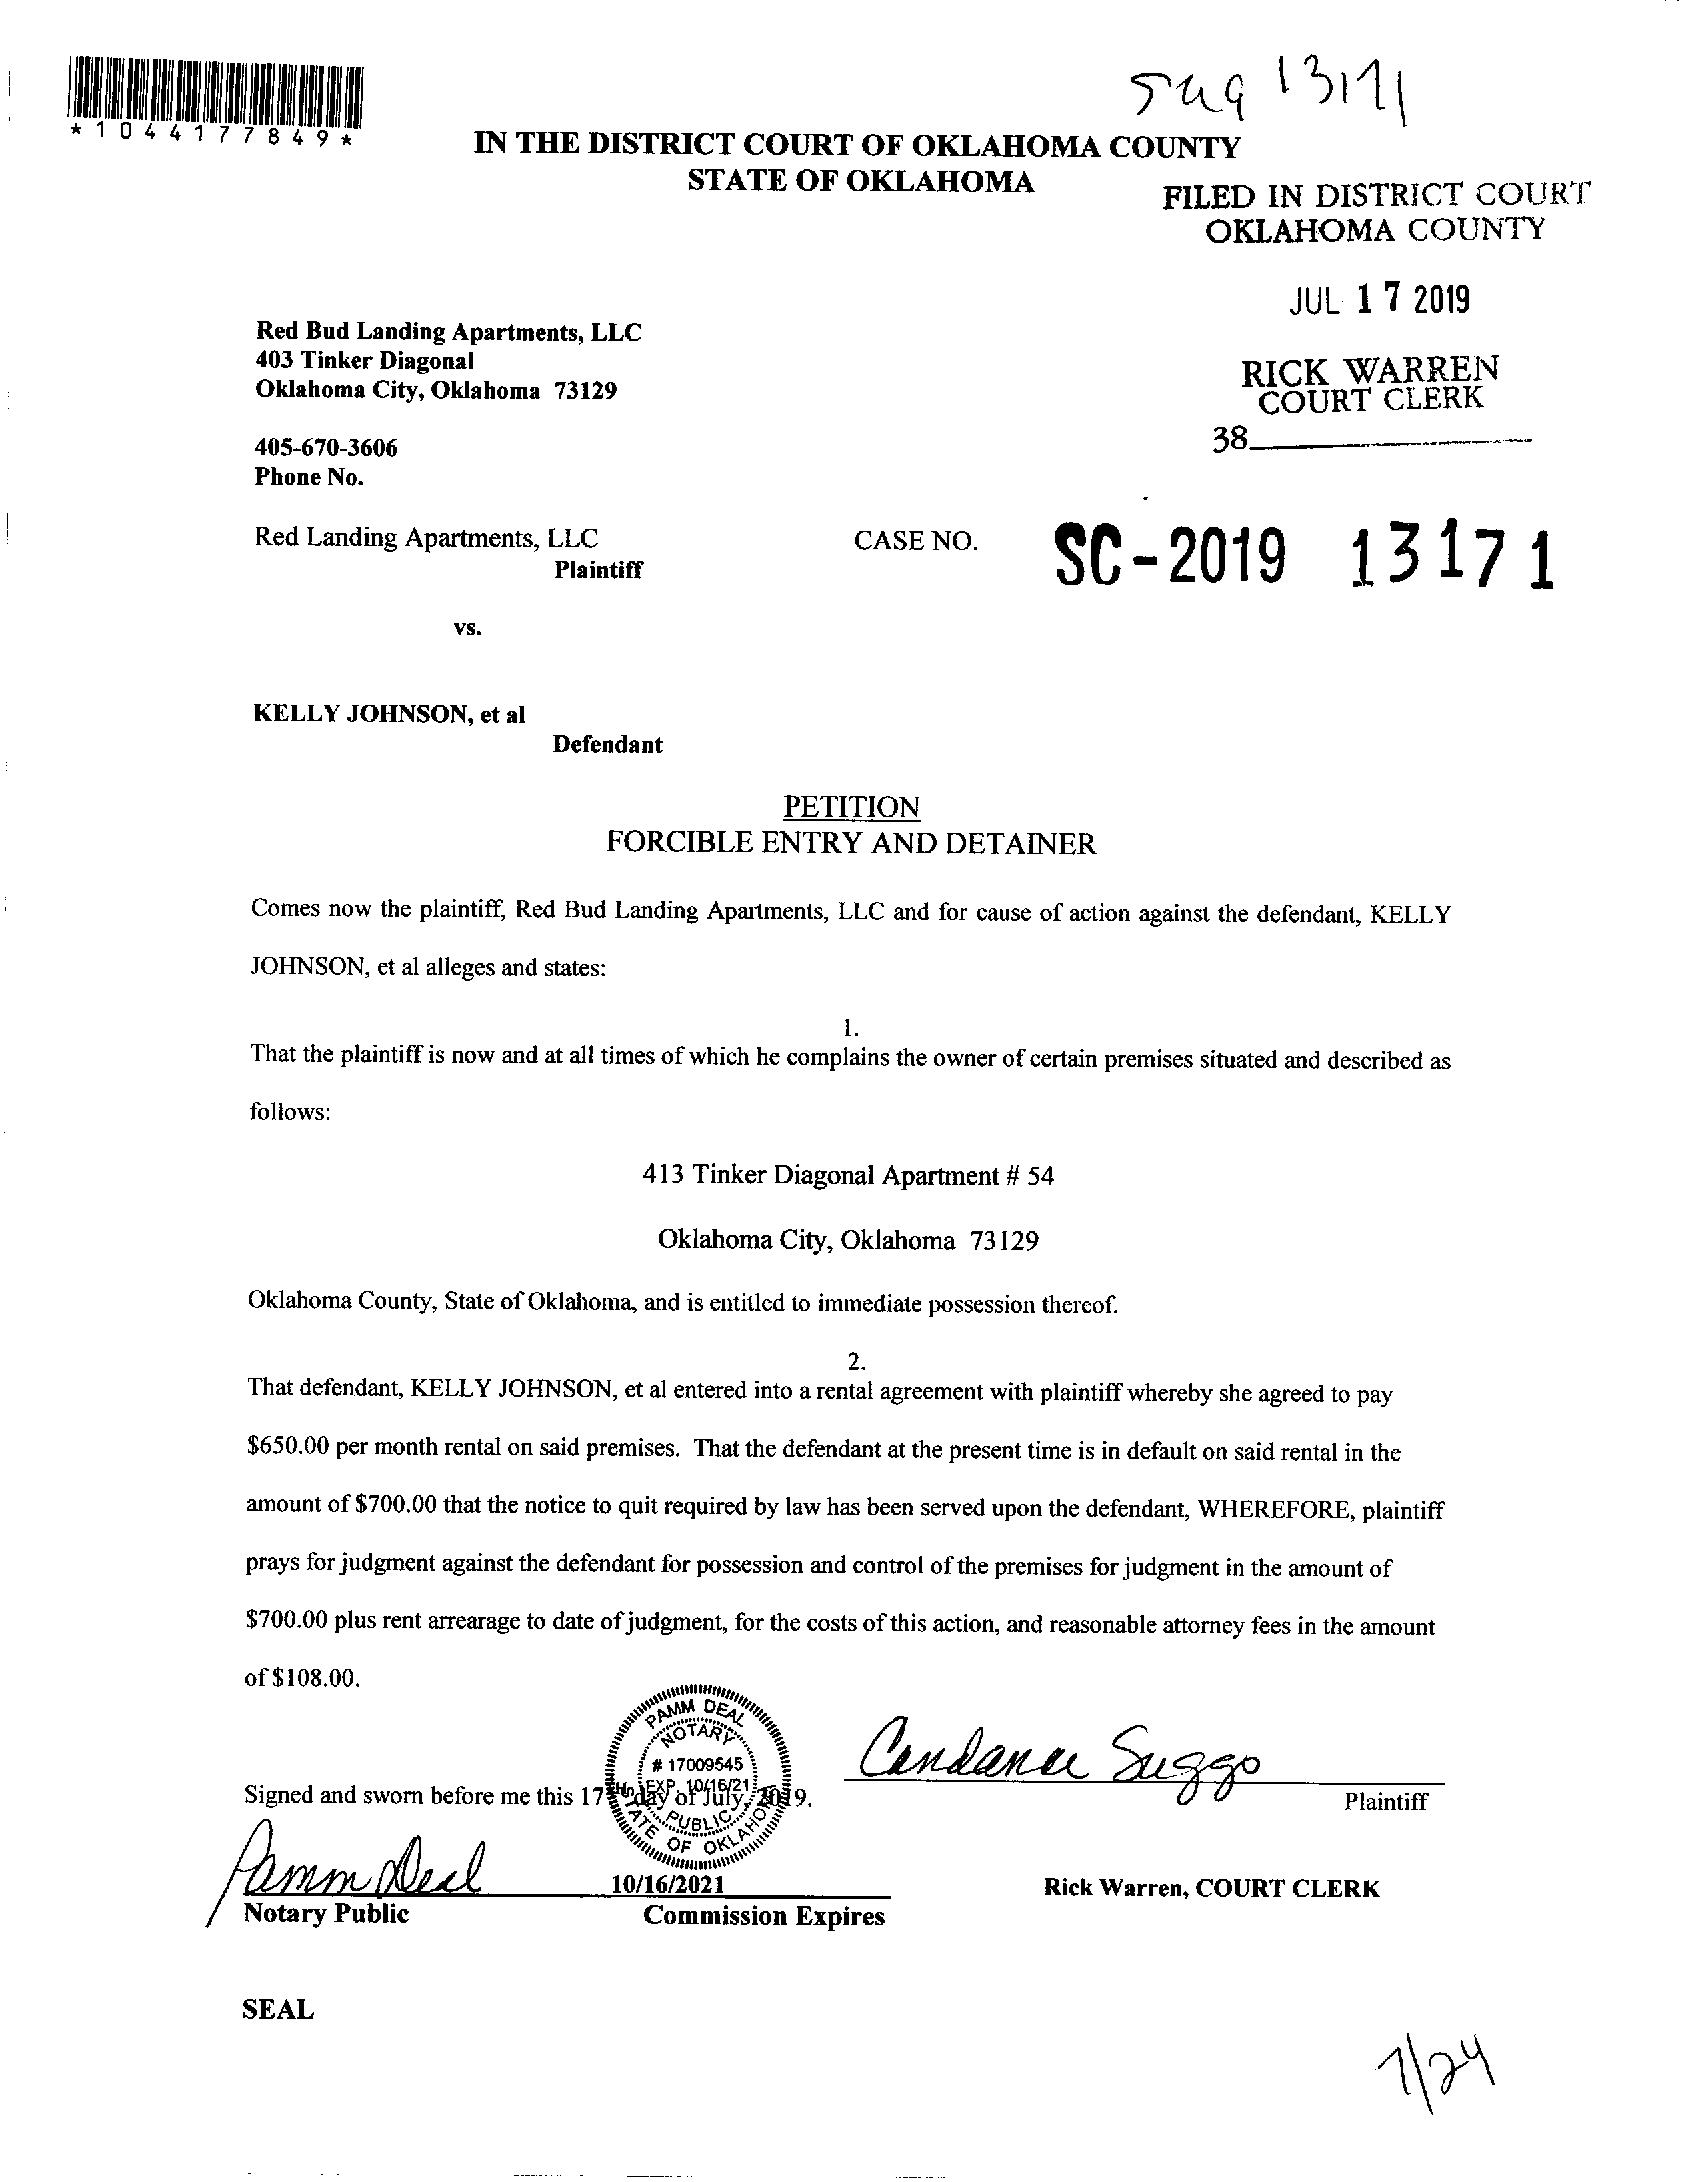 *1044177849*
IN THE DISTRICT COURT OF OKLAHOMA COUNTY
STATE OF OKLAHOMA
FILED IN DISTRICT COURT
OKLAHOMA COUNTY
JUL 17 2019
RICK WARREN
COURT CLERK
38
Red Bud Landing Apartments, LLC
403 Tinker Diagonal
Oklahoma City, Oklahoma 73129
405-670-3606
Phone No.
Red Landing Apartments, LLC
Plaintiff
CASE NO. SC-2019 13171
vs.
KELLY JOHNSON, et al
Defendant
PETITION
FORCIBLE ENTRY AND DETAINER
Comes now the plaintiff, Red Bud Landing Apartments, LLC and for cause of action against the defendant, KELLY
JOHNSON, et al alleges and states:
1.
That the plaintiff is now and at all times of which he complains the owner of certain premises situated and described as
follows:
413 Tinker Diagonal Apartment # 54
Oklahoma City, Oklahoma 73129
Oklahoma County, State of Oklahoma, and is entitled to immediate possession thereof.
2.
That defendant, KELLY JOHNSON, et al entered into a rental agreement with plaintiff whereby she agreed to pay
$650.00 per month rental on said premises. That the defendant at the present time is in default on said rental in the
amount of $700.00 that the notice to quit required by law has been served upon the defendant, WHEREFORE, plaintiff
prays for judgment against the defendant for possession and control of the premises for judgment in the amount of
$700.00 plus rent arrearage to date of judgment, for the costs of this action, and reasonable attorney fees in the amount
of $108.00.
PAMM DEAL
NOTARY
# 17009545
EXP. 10/16/21
PUBLIC
STATE OF OKLAHOMA
Candance Suggs
Signed and sworn before me this 17TH day of July, 2019.
Plaintiff
Pamm Deal
10/16/2021
Rick Warren, COURT CLERK
Notary Public
Commission Expires
SEAL
7/24